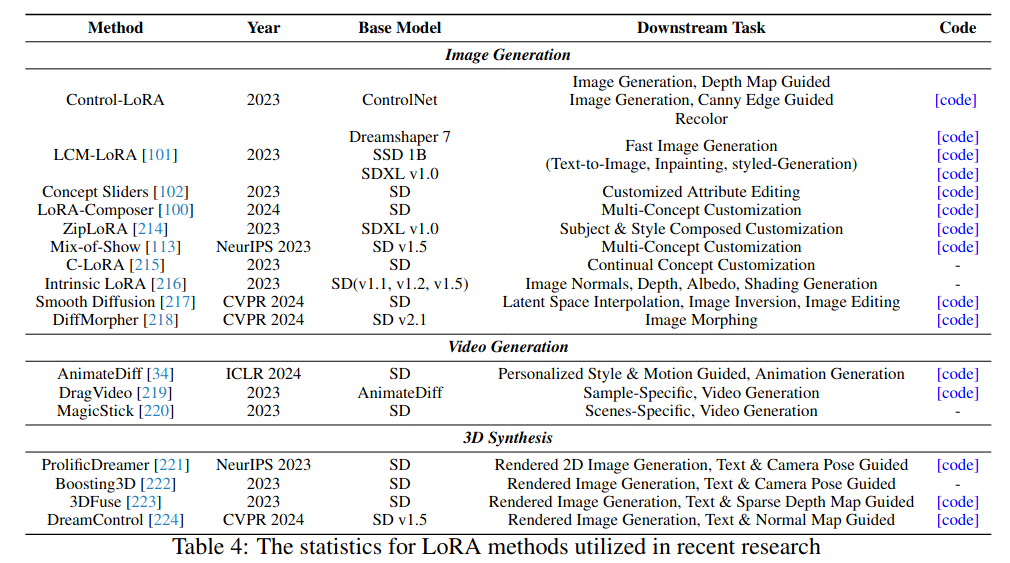 Method Year Base Model Downstream Task Code
Image Generation
Image Generation, Depth Map Guided
Control-LoRA 2023 ControlNet Image Generation, Canny Edge Guided [code]
Recolor
Dreamshaper 7 [code]
Fast Image Generation
LCM-LoRA [101] 2023 SSD 1B [code]
(Text-to-Image, Inpainting, styled-Generation)
SDXL v1.0 [code]
Concept Sliders [102] 2023 SD Customized Attribute Editing [code]
LoRA-Composer [100] 2024 SD Multi-Concept Customization [code]
ZipLoRA [214] 2023 SDXL v1.0 Subject & Style Composed Customization [code]
Mix-of-Show [113] NeurIPS 2023 SD v1.5 Multi-Concept Customization [code]
C-LoRA [215] 2023 SD Continual Concept Customization -
Intrinsic LoRA [216] 2023 SD(v1.1, v1.2, v1.5) Image Normals, Depth, Albedo, Shading Generation -
Smooth Diffusion [217] CVPR 2024 SD Latent Space Interpolation, Image Inversion, Image Editing [code]
DiffMorpher [218] CVPR 2024 SD v2.1 Image Morphing [code]
Video Generation
AnimateDiff [34] ICLR 2024 SD Personalized Style & Motion Guided, Animation Generation [code]
DragVideo [219] 2023 AnimateDiff Sample-Specific, Video Generation [code]
MagicStick [220] 2023 SD Scenes-Specific, Video Generation -
3D Synthesis
ProlificDreamer [221] NeurIPS 2023 SD Rendered 2D Image Generation, Text & Camera Pose Guided [code]
Boosting3D [222] 2023 SD Rendered Image Generation, Text & Camera Pose Guided -
3DFuse [223] 2023 SD Rendered Image Generation, Text & Sparse Depth Map Guided [code]
DreamControl [224] CVPR 2024 SD v1.5 Rendered Image Generation, Text & Normal Map Guided [code]
Table 4: The statistics for LoRA methods utilized in recent research